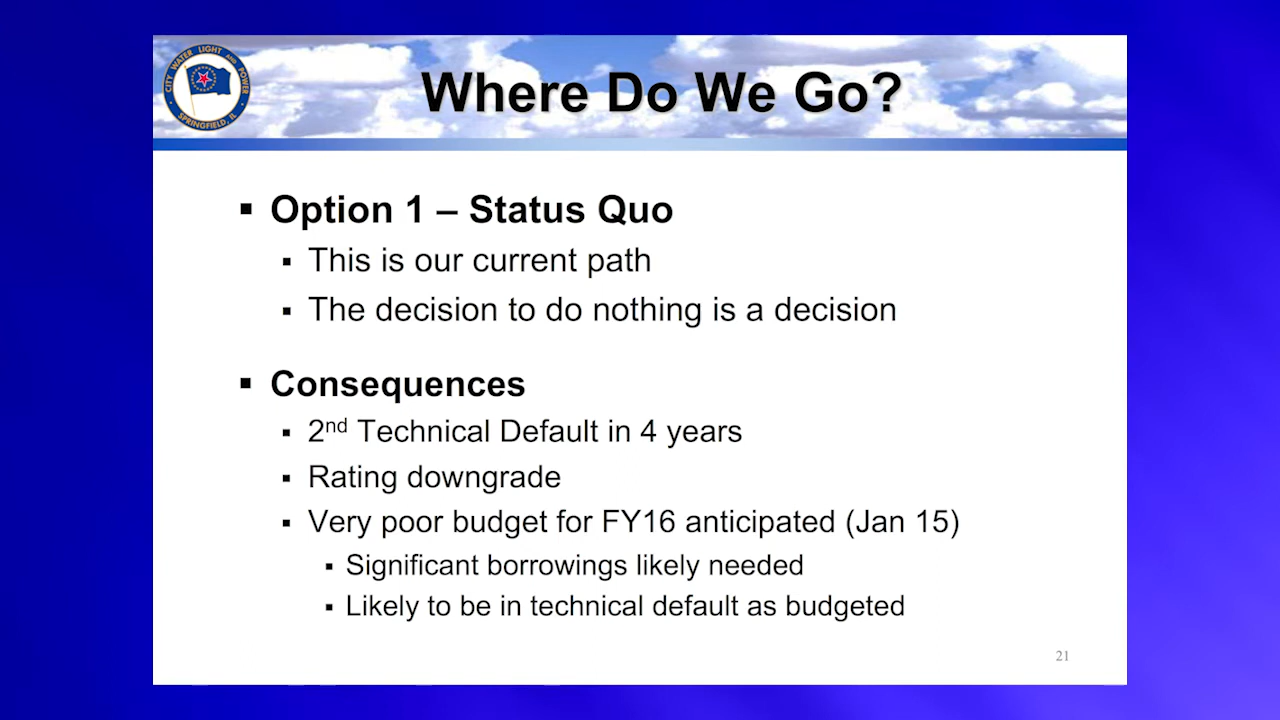 CITY WATER LIGHT AND POWER
SPRINGFIELD, IL
Where Do We Go?
▪ Option 1 – Status Quo
▪ This is our current path
▪ The decision to do nothing is a decision
▪ Consequences
▪ 2nd Technical Default in 4 years
▪ Rating downgrade
▪ Very poor budget for FY16 anticipated (Jan 15)
▪ Significant borrowings likely needed
▪ Likely to be in technical default as budgeted
21